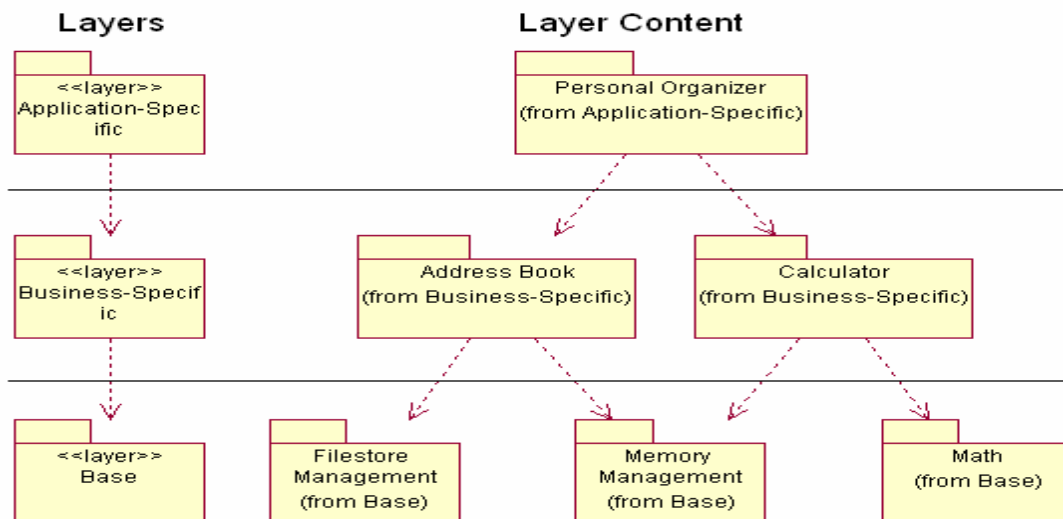 Layers
Layer Content
<<layer>>
Application-Spec
ific
Personal Organizer
(from Application-Specific)
<<layer>>
Business-Specif
ic
Address Book
(from Business-Specific)
Calculator
(from Business-Specific)
<<layer>>
Base
Filestore
Management
(from Base)
Memory
Management
(from Base)
Math
(from Base)